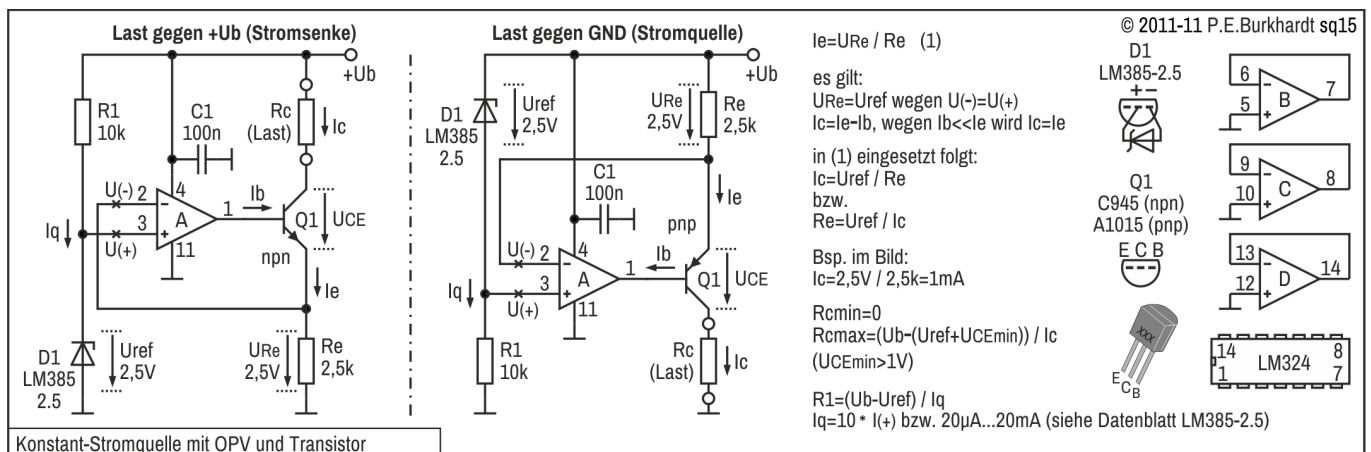 © 2011-11 P.E.Burkhardt sq15
Last gegen +Ub (Stromsenke)
+Ub
R1
10k
C1
100n
Rc
(Last)
Ic
U(-)
2
4
3
U(+)
A
1
11
Ib
Q1
UCE
npn
Iq
Ie
D1
LM385
2.5
Uref
2,5V
URe
2,5V
Re
2,5k
Last gegen GND (Stromquelle)
+Ub
D1
LM385
2.5
Uref
2,5V
URe
2,5V
Re
2,5k
C1
100n
Ie
pnp
U(-)
2
4
3
U(+)
A
1
11
Ib
Q1
UCE
Iq
R1
10k
Rc
(Last)
Ic
Ie=URe / Re (1)
es gilt:
URe=Uref wegen U(-)=U(+)
Ic=Ie-Ib, wegen Ib<<Ie wird Ic=Ie
in (1) eingesetzt folgt:
Ic=Uref / Re
bzw.
Re=Uref / Ic
Bsp. im Bild:
Ic=2,5V / 2,5k=1mA
Rcmin=0
Rcmax=(Ub-(Uref+UCEmin)) / Ic
(UCEmin>1V)
R1=(Ub-Uref) / Iq
Iq=10 * I(+) bzw. 20µA...20mA (siehe Datenblatt LM385-2.5)
D1
LM385-2.5
+ -
Q1
C945 (npn)
A1015 (pnp)
E C B
XXX
E C B
6
5
B
7
9
10
C
8
13
12
D
14
14
8
LM324
1
7
Konstant-Stromquelle mit OPV und Transistor